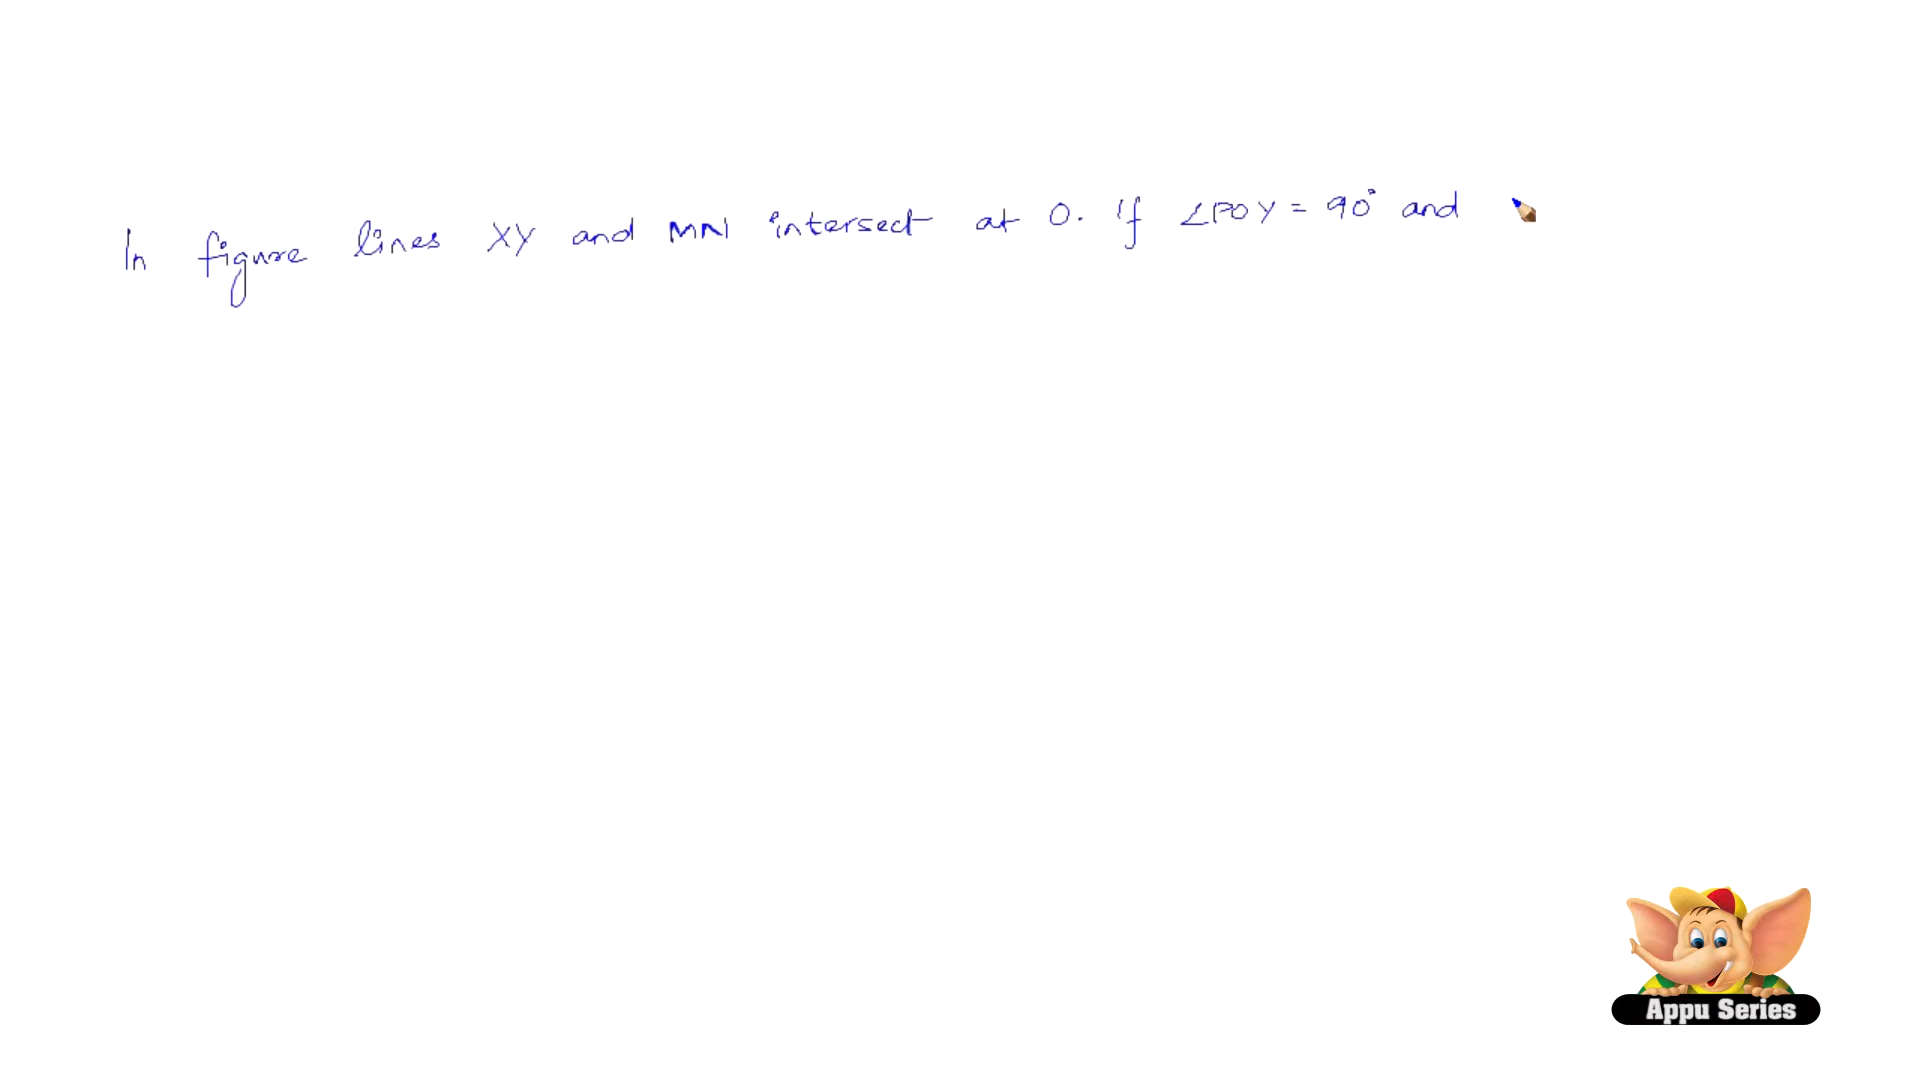 In figure lines XY and MN intersect at O. If ∠POY = 90° and
Appu Series